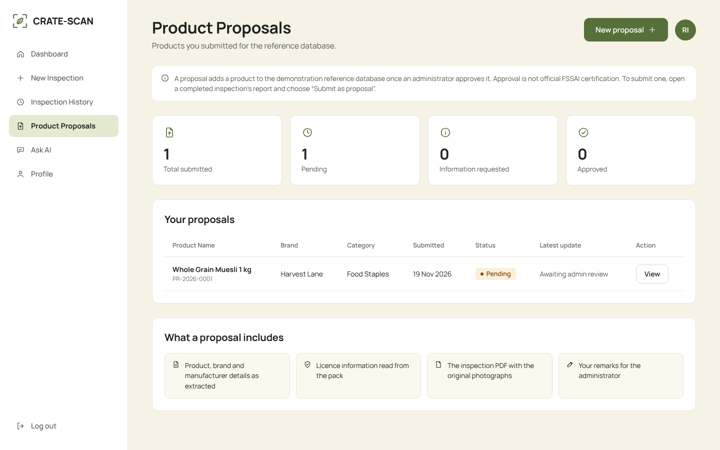 CRATE-SCAN
Dashboard
New Inspection
Inspection History
Product Proposals
Ask AI
Profile
Log out
Product Proposals
Products you submitted for the reference database.
New proposal
RI
A proposal adds a product to the demonstration reference database once an administrator approves it. Approval is not official FSSAI certification. To submit one, open
a completed inspection's report and choose "Submit as proposal".
1
Total submitted
1
Pending
0
Information requested
0
Approved
Your proposals
Product Name Brand Category Submitted Status Latest update Action
Whole Grain Muesli 1 kg Harvest Lane Food Staples 19 Nov 2026 Pending Awaiting admin review View
PR-2026-0001
What a proposal includes
Product, brand and
manufacturer details as
extracted
Licence information read from
the pack
The inspection PDF with the
original photographs
Your remarks for the
administrator